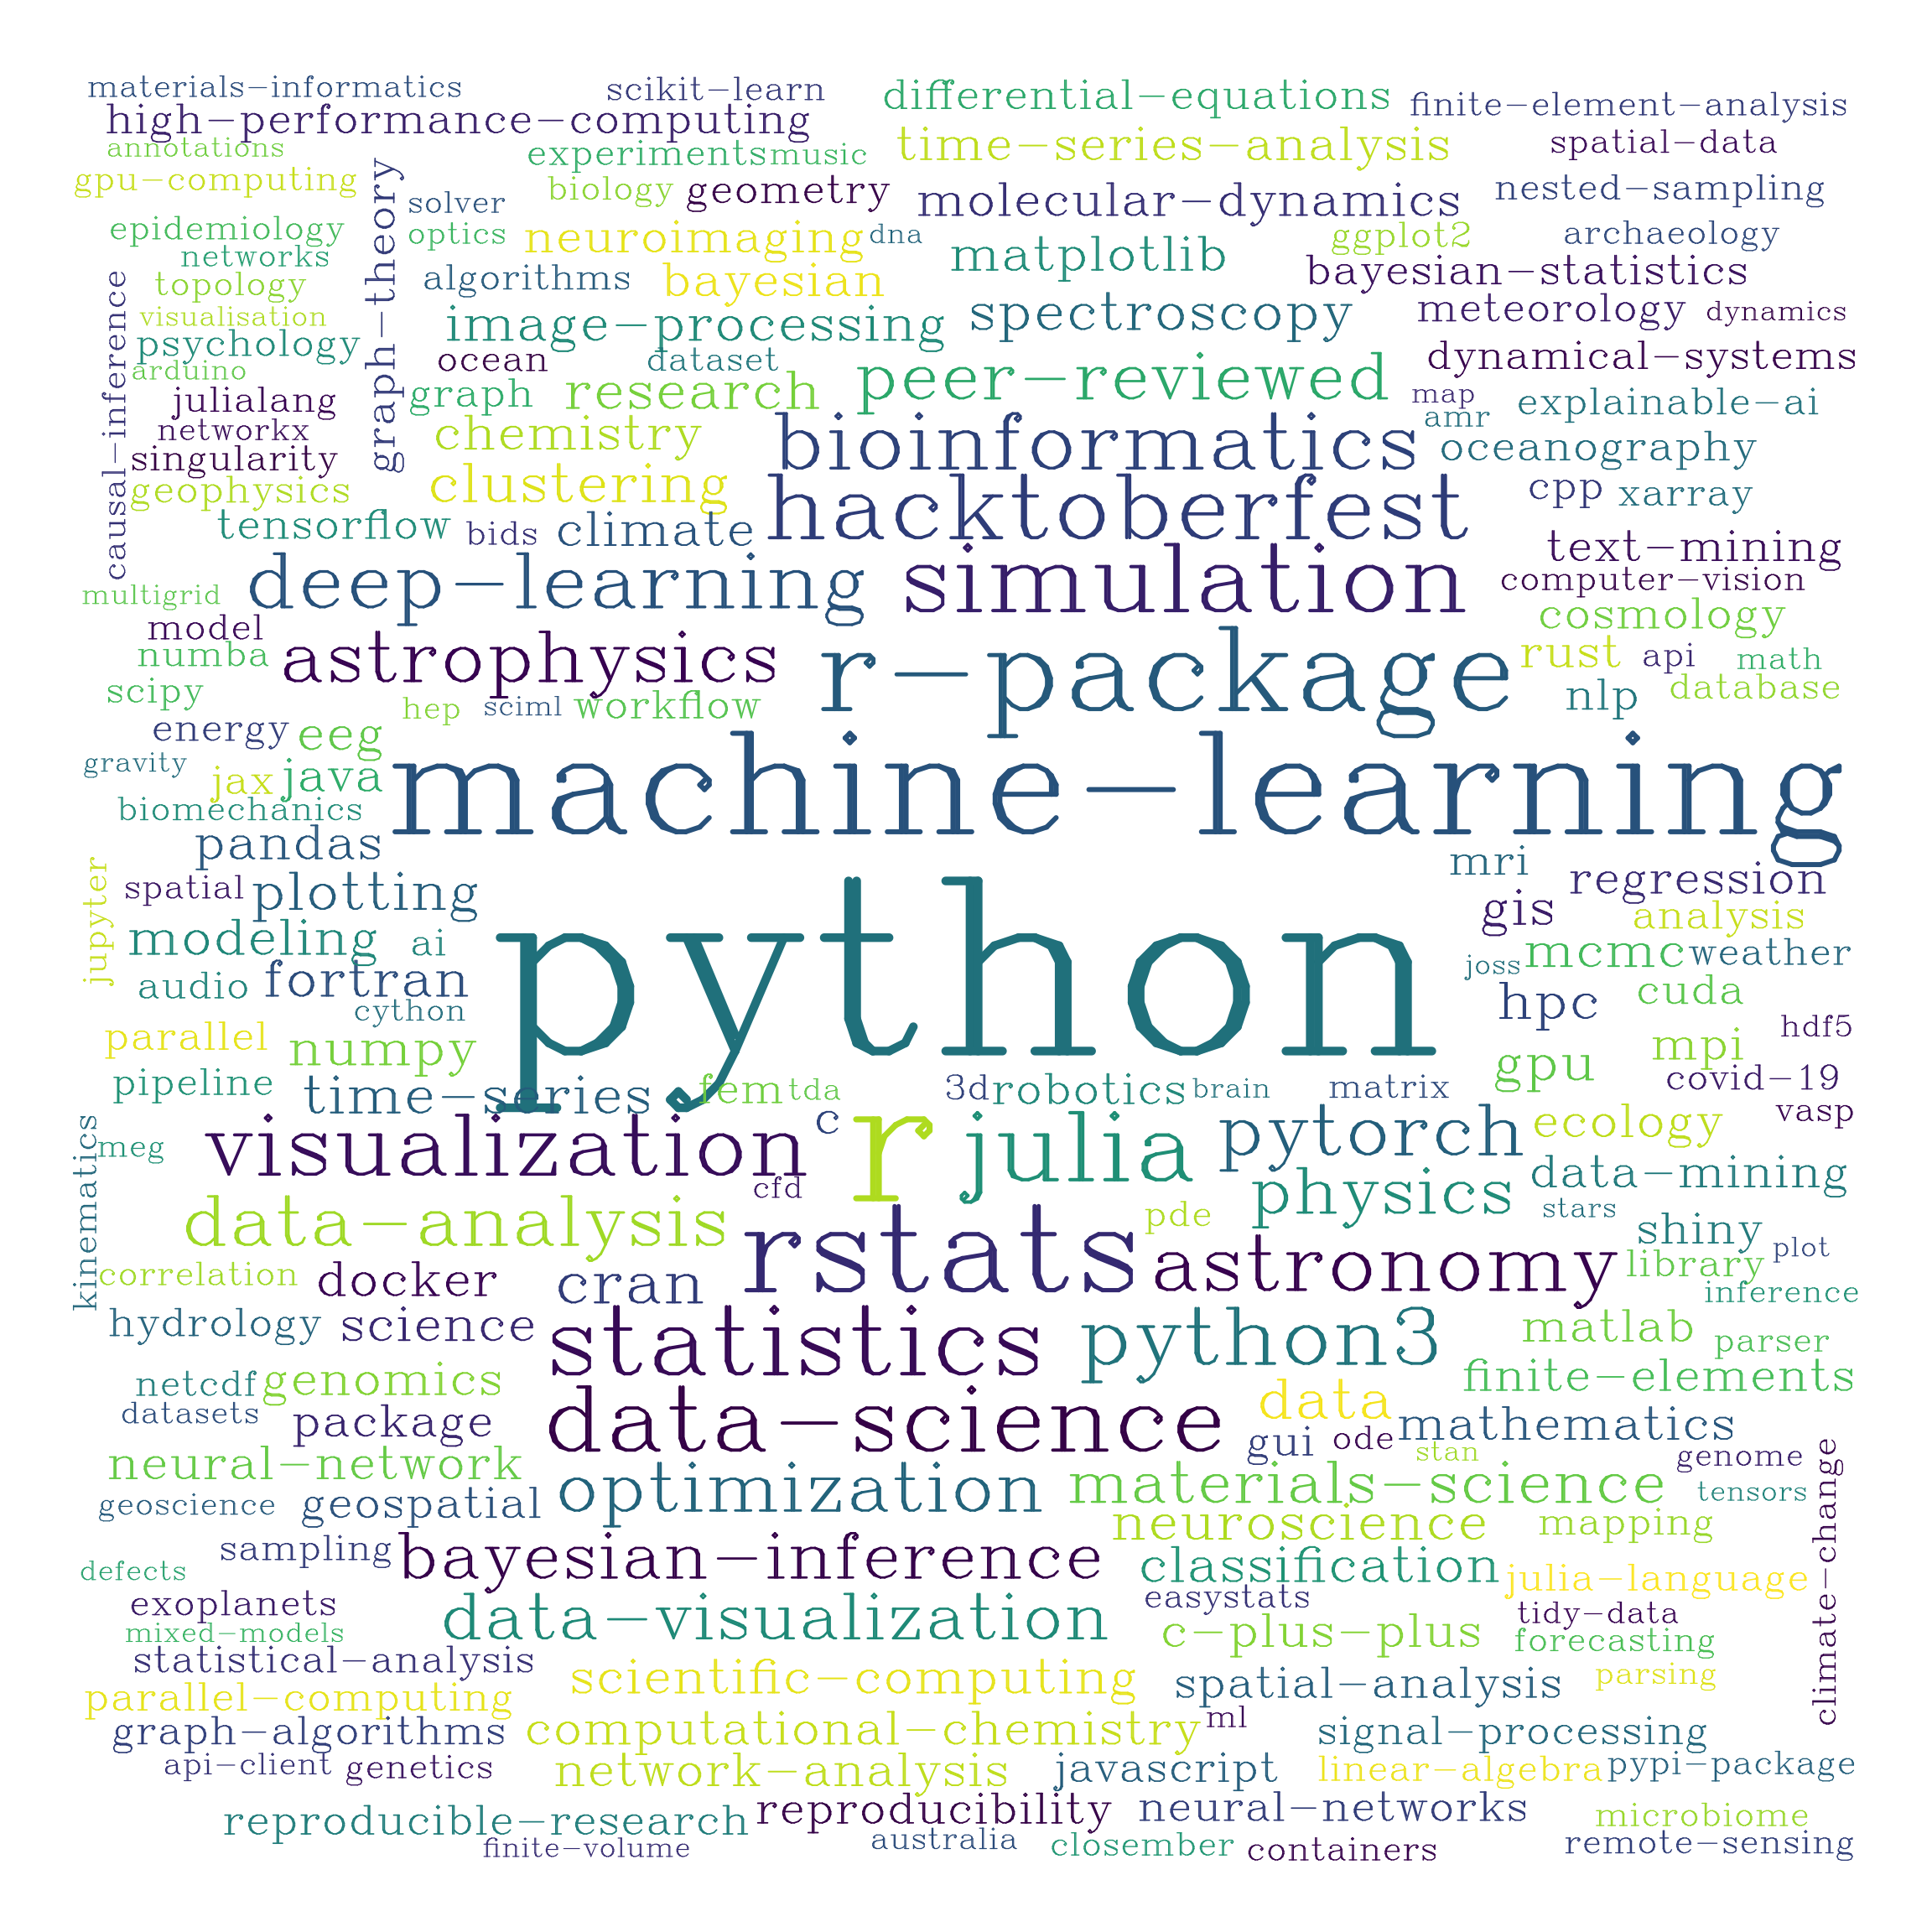 materials-informatics
scikit-learn
differential-equations
finite-element-analysis
high-performance-computing
annotations
experiments
music
time-series-analysis
spatial-data
gpu-computing
graph-theory
solver
biology
geometry
molecular-dynamics
nested-sampling
epidemiology
optics
neuroimaging
dna
matplotlib
ggplot2
archaeology
networks
topology
algorithms
bayesian
bayesian-statistics
causal-inference
visualisation
image-processing
spectroscopy
meteorology
dynamics
psychology
ocean
dataset
dynamical-systems
arduino
julialang
graph
research
peer-reviewed
map
amr
explainable-ai
networkx
chemistry
bioinformatics
oceanography
singularity
geophysics
clustering
hacktoberfest
cpp
xarray
tensorflow
bids
climate
text-mining
multigrid
deep-learning
simulation
computer-vision
cosmology
model
numba
astrophysics
r-package
rust
api
math
scipy
hep
sciml
workflow
nlp
database
energy
eeg
gravity
jax
java
machine-learning
biomechanics
pandas
mri
jupyter
spatial
plotting
regression
gis
analysis
modeling
ai
python
mcmc
weather
audio
fortran
joss
cython
hpc
cuda
parallel
numpy
hdf5
gpu
mpi
pipeline
time-series
fem
tda
3d
robotics
brain
matrix
covid-19
kinematics
meg
visualization
c
r
julia
pytorch
ecology
vasp
cfd
physics
data-mining
data-analysis
pde
stars
shiny
plot
correlation
docker
cran
rstats
astronomy
library
inference
hydrology
science
statistics
python3
matlab
parser
netcdf
genomics
finite-elements
datasets
package
data-science
data
mathematics
gui
ode
stan
neural-network
genome
geoscience
geospatial
optimization
materials-science
tensors
neuroscience
mapping
climate-change
sampling
bayesian-inference
classification
defects
julia-language
exoplanets
easystats
mixed-models
data-visualization
tidy-data
c-plus-plus
forecasting
statistical-analysis
scientific-computing
spatial-analysis
parsing
parallel-computing
graph-algorithms
computational-chemistry
ml
signal-processing
api-client
genetics
network-analysis
javascript
linear-algebra
pypi-package
reproducible-research
reproducibility
neural-networks
microbiome
finite-volume
australia
closember
containers
remote-sensing